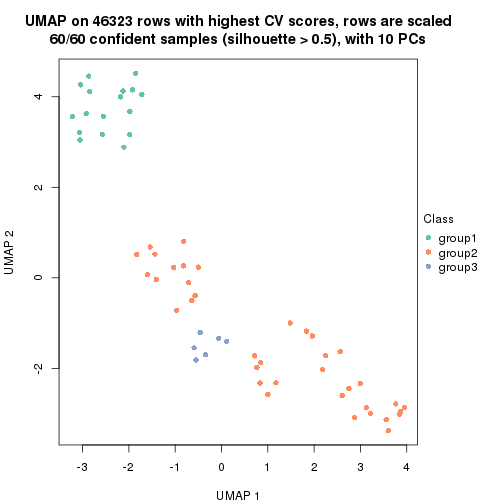 UMAP on 46323 rows with highest CV scores, rows are scaled
60/60 confident samples (silhouette > 0.5), with 10 PCs
4
2
0
-2
UMAP 2
-3
-2
-1
0
1
2
3
4
UMAP 1
Class
group1
group2
group3